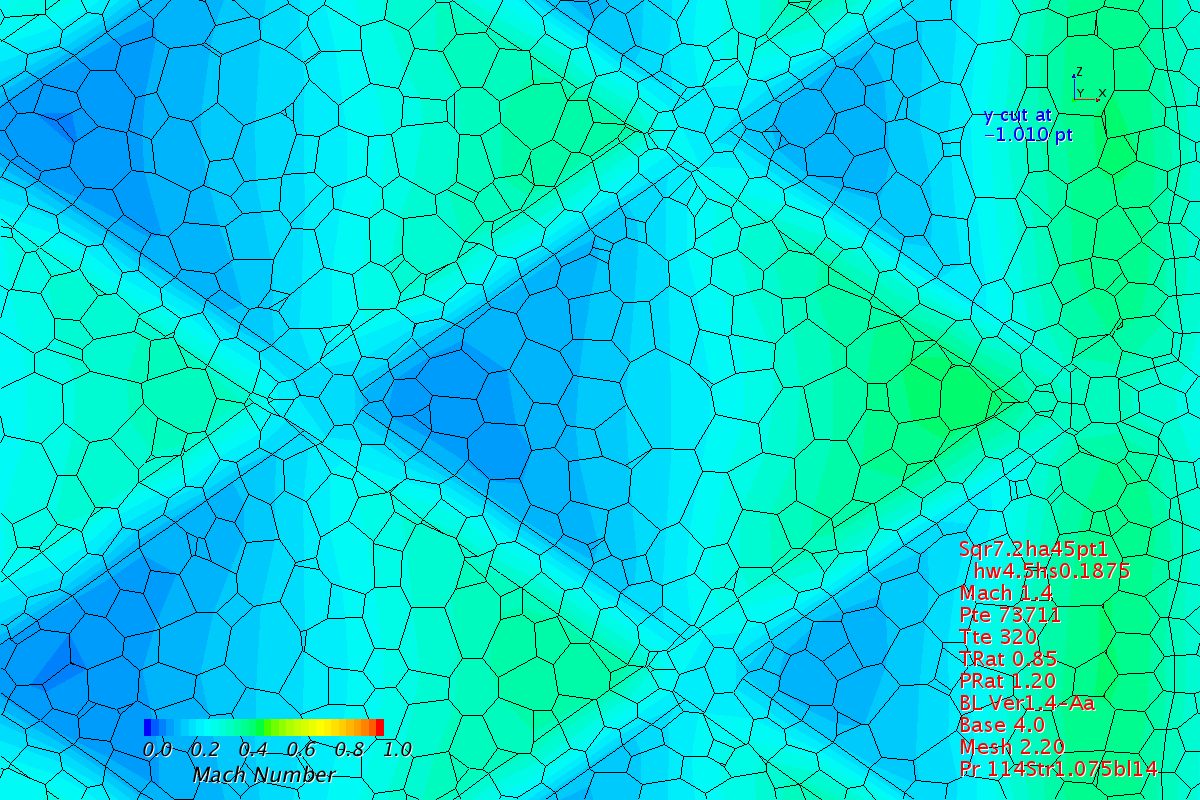 Z
Y X
y cut at
-1.010 pt
Sqr7.2ha45pt1
hw4.5hs0.1875
Mach 1.4
Pte 73711
Tte 320
TRat 0.85
PRat 1.20
BL Ver1.4-Aa
Base 4.0
Mesh 2.20
Pr 114Str1.075bl14
0.0 0.2 0.4 0.6 0.8 1.0
Mach Number